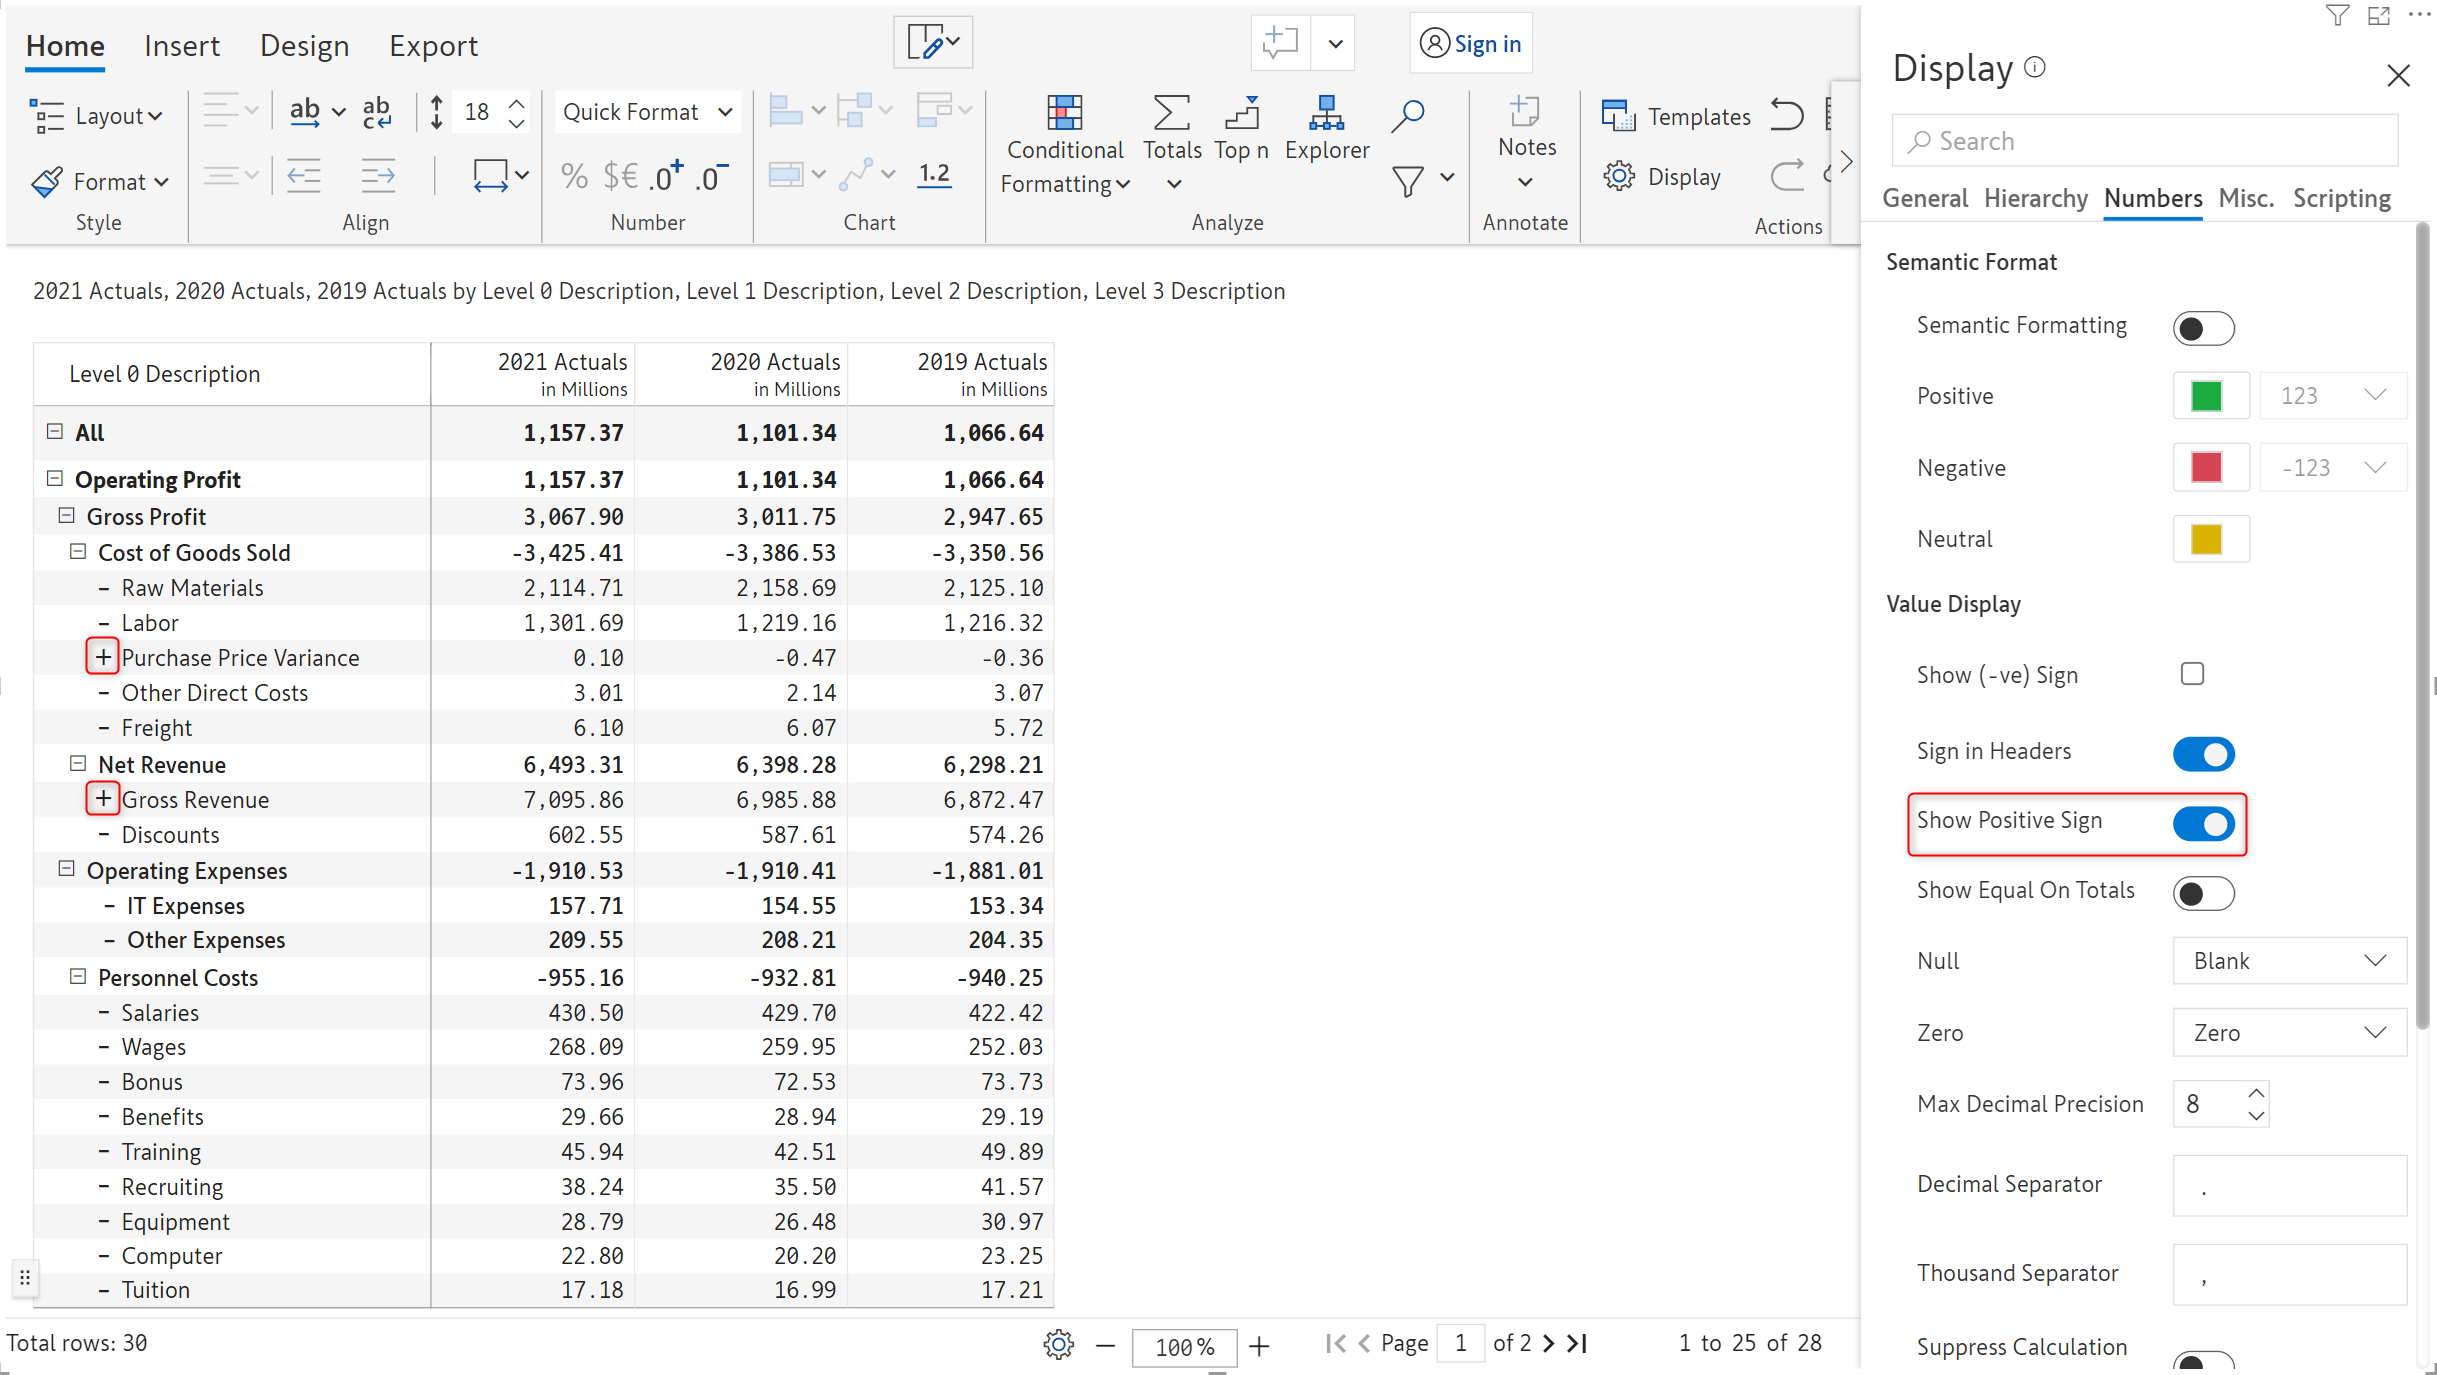 Home Insert Design Export
Sign in
Layout
ab
ab
c
18
Quick Format
Format
% $€ .0+ .0-
1.2
Conditional
Formatting
Totals
Top n
Explorer
Notes
Templates
Display
Style
Align
Number
Chart
Analyze
Annotate
Actions
2021 Actuals, 2020 Actuals, 2019 Actuals by Level 0 Description, Level 1 Description, Level 2 Description, Level 3 Description
Level 0 Description 2021 Actuals in Millions 2020 Actuals in Millions 2019 Actuals in Millions
All 1,157.37 1,101.34 1,066.64
Operating Profit 1,157.37 1,101.34 1,066.64
Gross Profit 3,067.90 3,011.75 2,947.65
Cost of Goods Sold -3,425.41 -3,386.53 -3,350.56
– Raw Materials 2,114.71 2,158.69 2,125.10
– Labor 1,301.69 1,219.16 1,216.32
+ Purchase Price Variance 0.10 -0.47 -0.36
– Other Direct Costs 3.01 2.14 3.07
– Freight 6.10 6.07 5.72
Net Revenue 6,493.31 6,398.28 6,298.21
+ Gross Revenue 7,095.86 6,985.88 6,872.47
– Discounts 602.55 587.61 574.26
Operating Expenses -1,910.53 -1,910.41 -1,881.01
– IT Expenses 157.71 154.55 153.34
– Other Expenses 209.55 208.21 204.35
Personnel Costs -955.16 -932.81 -940.25
– Salaries 430.50 429.70 422.42
– Wages 268.09 259.95 252.03
– Bonus 73.96 72.53 73.73
– Benefits 29.66 28.94 29.19
– Training 45.94 42.51 49.89
– Recruiting 38.24 35.50 41.57
– Equipment 28.79 26.48 30.97
– Computer 22.80 20.20 23.25
– Tuition 17.18 16.99 17.21
Total rows: 30
100%
Page 1 of 2
1 to 25 of 28
Display
Search
General Hierarchy Numbers Misc. Scripting
Semantic Format
Semantic Formatting
Positive 123
Negative -123
Neutral
Value Display
Show (-ve) Sign
Sign in Headers
Show Positive Sign
Show Equal On Totals
Null Blank
Zero Zero
Max Decimal Precision 8
Decimal Separator .
Thousand Separator ,
Suppress Calculation